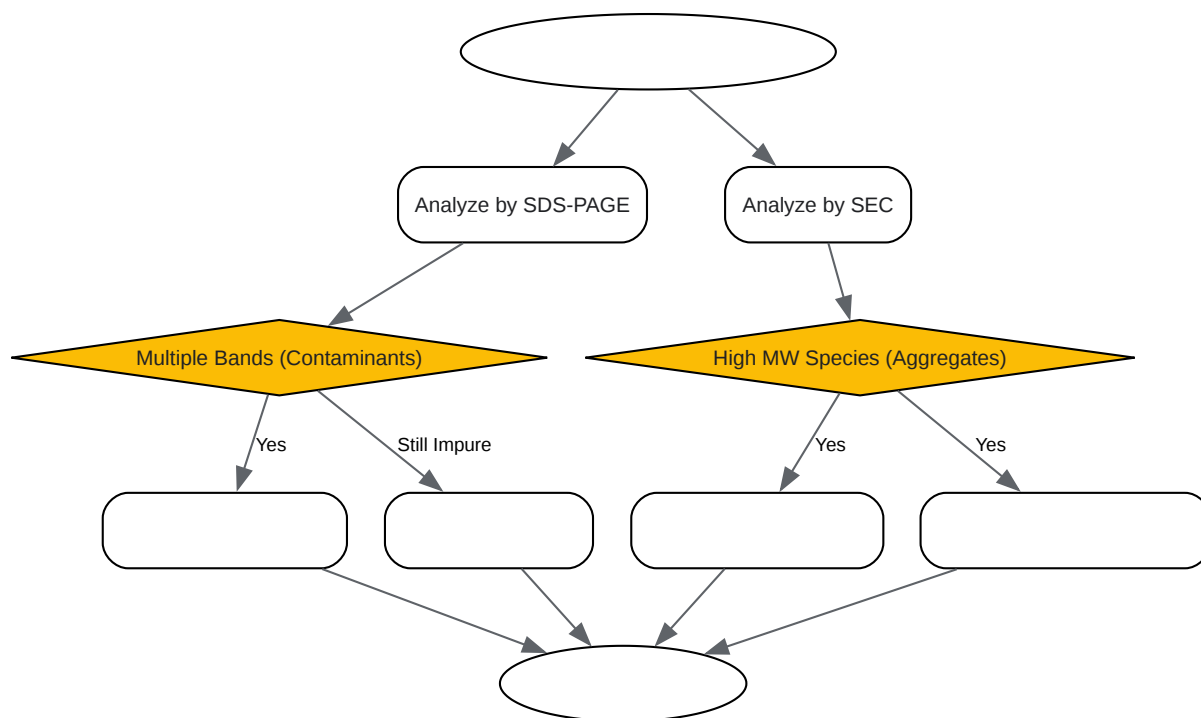 Analyze by SDS-PAGE
Analyze by SEC
Multiple Bands (Contaminants)
High MW Species (Aggregates)
Yes
Still Impure
Yes
Yes